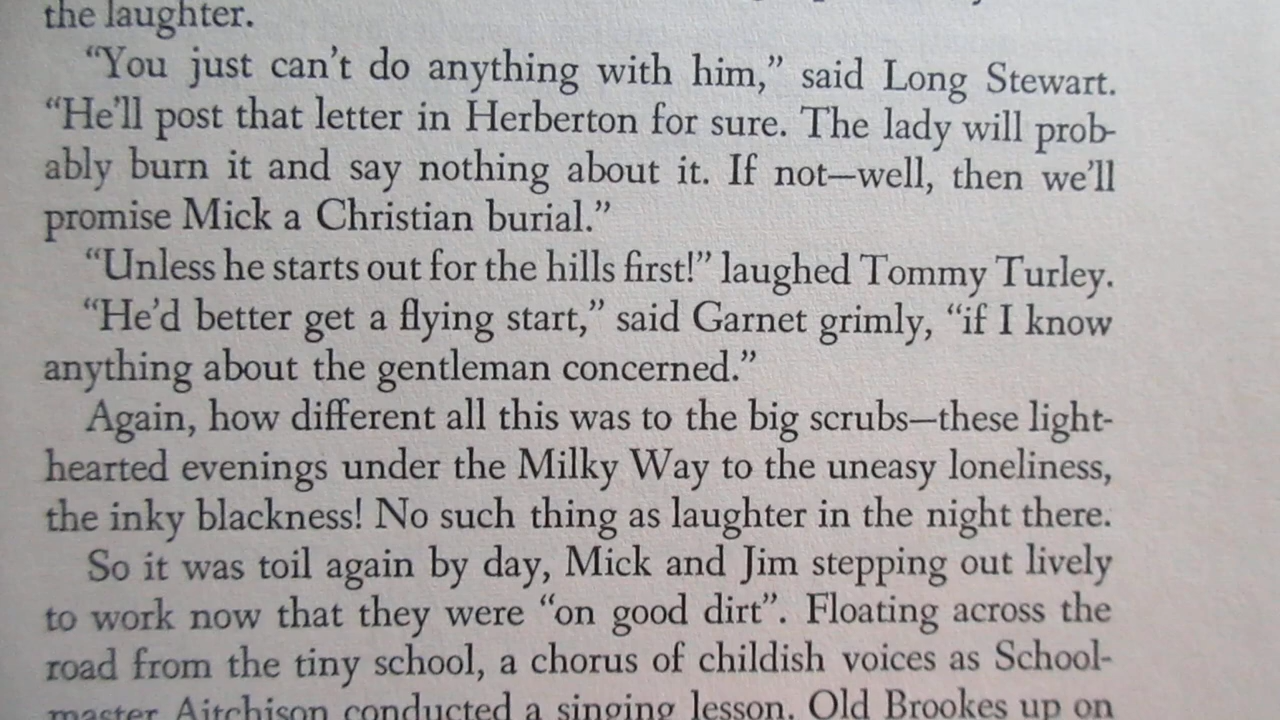 the laughter.
“You just can’t do anything with him,” said Long Stewart.
“He’ll post that letter in Herberton for sure. The lady will prob-
ably burn it and say nothing about it. If not—well, then we’ll
promise Mick a Christian burial.”
“Unless he starts out for the hills first!” laughed Tommy Turley.
“He’d better get a flying start,” said Garnet grimly, “if I know
anything about the gentleman concerned.”
Again, how different all this was to the big scrubs—these light-
hearted evenings under the Milky Way to the uneasy loneliness,
the inky blackness! No such thing as laughter in the night there.
So it was toil again by day, Mick and Jim stepping out lively
to work now that they were “on good dirt”. Floating across the
road from the tiny school, a chorus of childish voices as School-
master Aitchison conducted a singing lesson. Old Brookes up on